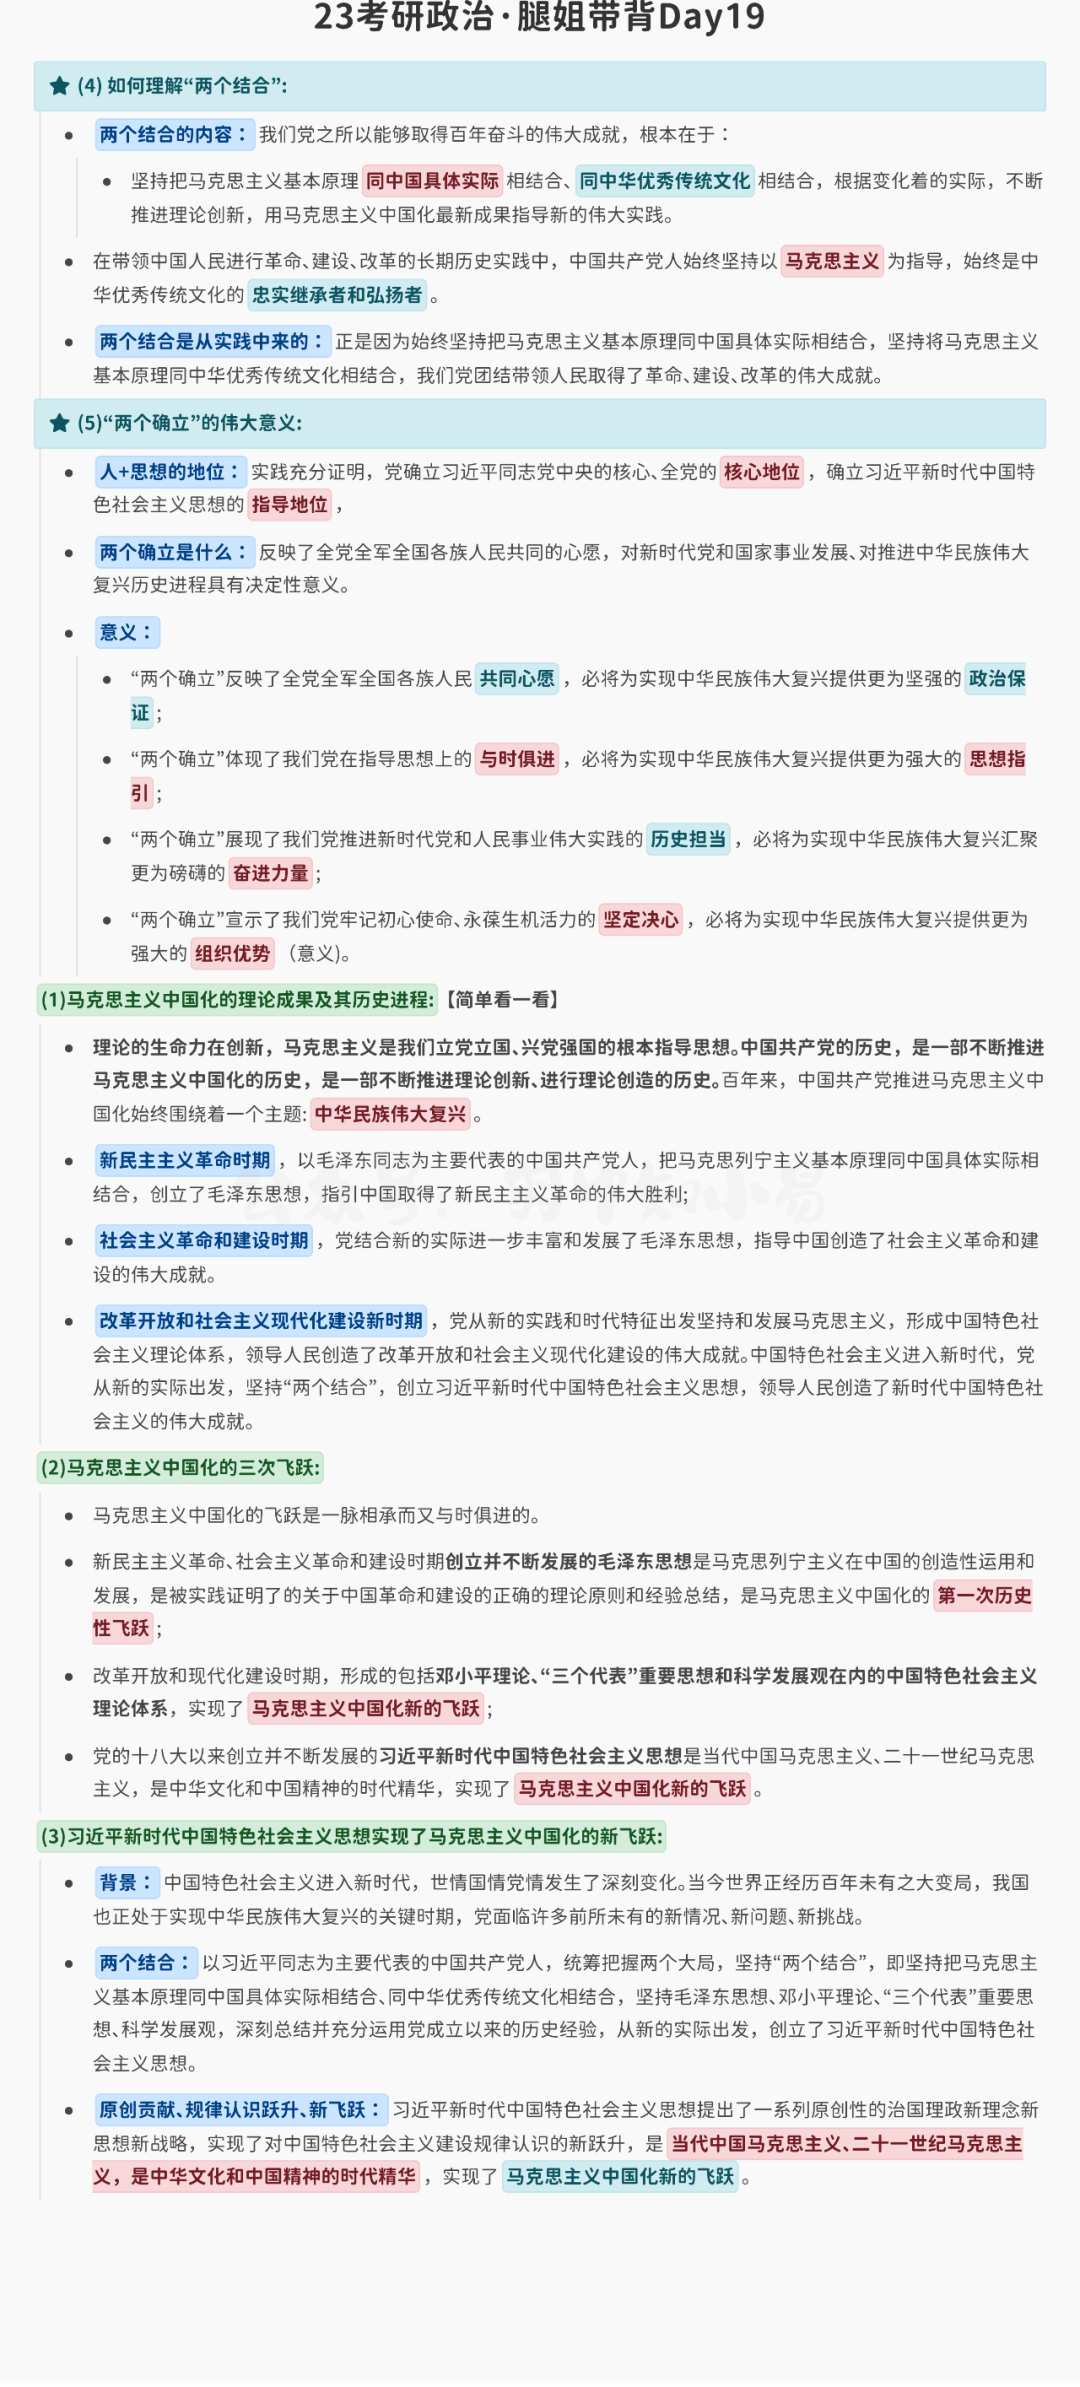 23考研政治·腿姐带背Day19
★ (4) 如何理解“两个结合”:
● 两个结合的内容： 我们党之所以能够取得百年奋斗的伟大成就，根本在于：
● 坚持把马克思主义基本原理 同中国具体实际 相结合、同中华优秀传统文化 相结合，根据变化着的实际，不断
推进理论创新，用马克思主义中国化最新成果指导新的伟大实践。
● 在带领中国人民进行革命、建设、改革的长期历史实践中，中国共产党人始终坚持以 马克思主义 为指导，始终是中
华优秀传统文化的 忠实继承者和弘扬者 。
● 两个结合是从实践中来的： 正是因为始终坚持把马克思主义基本原理同中国具体实际相结合，坚持将马克思主义
基本原理同中华优秀传统文化相结合，我们党团结带领人民取得了革命、建设、改革的伟大成就。
★ (5)“两个确立”的伟大意义:
● 人+思想的地位： 实践充分证明，党确立习近平同志党中央的核心、全党的 核心地位 ，确立习近平新时代中国特
色社会主义思想的 指导地位 ，
● 两个确立是什么： 反映了全党全军全国各族人民共同的心愿，对新时代党和国家事业发展、对推进中华民族伟大
复兴历史进程具有决定性意义。
● 意义：
● “两个确立”反映了全党全军全国各族人民 共同心愿 ，必将为实现中华民族伟大复兴提供更为坚强的 政治保
证 ；
● “两个确立”体现了我们党在指导思想上的 与时俱进 ，必将为实现中华民族伟大复兴提供更为强大的 思想指
引 ；
● “两个确立”展现了我们党推进新时代党和人民事业伟大实践的 历史担当 ，必将为实现中华民族伟大复兴汇聚
更为磅礴的 奋进力量 ；
● “两个确立”宣示了我们党牢记初心使命、永葆生机活力的 坚定决心 ，必将为实现中华民族伟大复兴提供更为
强大的 组织优势 （意义)。
(1)马克思主义中国化的理论成果及其历史进程:【简单看一看】
● 理论的生命力在创新，马克思主义是我们立党立国、兴党强国的根本指导思想。中国共产党的历史，是一部不断推进
马克思主义中国化的历史，是一部不断推进理论创新、进行理论创造的历史。百年来，中国共产党推进马克思主义中
国化始终围绕着一个主题: 中华民族伟大复兴 。
● 新民主主义革命时期 ，以毛泽东同志为主要代表的中国共产党人，把马克思列宁主义基本原理同中国具体实际相
结合，创立了毛泽东思想，指引中国取得了新民主主义革命的伟大胜利;
● 社会主义革命和建设时期 ，党结合新的实际进一步丰富和发展了毛泽东思想，指导中国创造了社会主义革命和建
设的伟大成就。
● 改革开放和社会主义现代化建设新时期 ，党从新的实践和时代特征出发坚持和发展马克思主义，形成中国特色社
会主义理论体系，领导人民创造了改革开放和社会主义现代化建设的伟大成就。中国特色社会主义进入新时代，党
从新的实际出发，坚持“两个结合”，创立习近平新时代中国特色社会主义思想，领导人民创造了新时代中国特色社
会主义的伟大成就。
(2)马克思主义中国化的三次飞跃:
● 马克思主义中国化的飞跃是一脉相承而又与时俱进的。
● 新民主主义革命、社会主义革命和建设时期创立并不断发展的毛泽东思想是马克思列宁主义在中国的创造性运用和
发展，是被实践证明了的关于中国革命和建设的正确的理论原则和经验总结，是马克思主义中国化的 第一次历史
性飞跃 ；
● 改革开放和现代化建设时期，形成的包括邓小平理论、“三个代表”重要思想和科学发展观在内的中国特色社会主义
理论体系，实现了 马克思主义中国化新的飞跃 ；
● 党的十八大以来创立并不断发展的习近平新时代中国特色社会主义思想是当代中国马克思主义、二十一世纪马克思
主义，是中华文化和中国精神的时代精华，实现了 马克思主义中国化新的飞跃 。
(3)习近平新时代中国特色社会主义思想实现了马克思主义中国化的新飞跃:
● 背景： 中国特色社会主义进入新时代，世情国情党情发生了深刻变化。当今世界正经历百年未有之大变局，我国
也正处于实现中华民族伟大复兴的关键时期，党面临许多前所未有的新情况、新问题、新挑战。
● 两个结合： 以习近平同志为主要代表的中国共产党人，统筹把握两个大局，坚持“两个结合”，即坚持把马克思主
义基本原理同中国具体实际相结合、同中华优秀传统文化相结合，坚持毛泽东思想、邓小平理论、“三个代表”重要思
想、科学发展观，深刻总结并充分运用党成立以来的历史经验，从新的实际出发，创立了习近平新时代中国特色社
会主义思想。
● 原创贡献、规律认识跃升、新飞跃： 习近平新时代中国特色社会主义思想提出了一系列原创性的治国理政新理念新
思想新战略，实现了对中国特色社会主义建设规律认识的新跃升，是 当代中国马克思主义、二十一世纪马克思主
义，是中华文化和中国精神的时代精华 ，实现了 马克思主义中国化新的飞跃 。